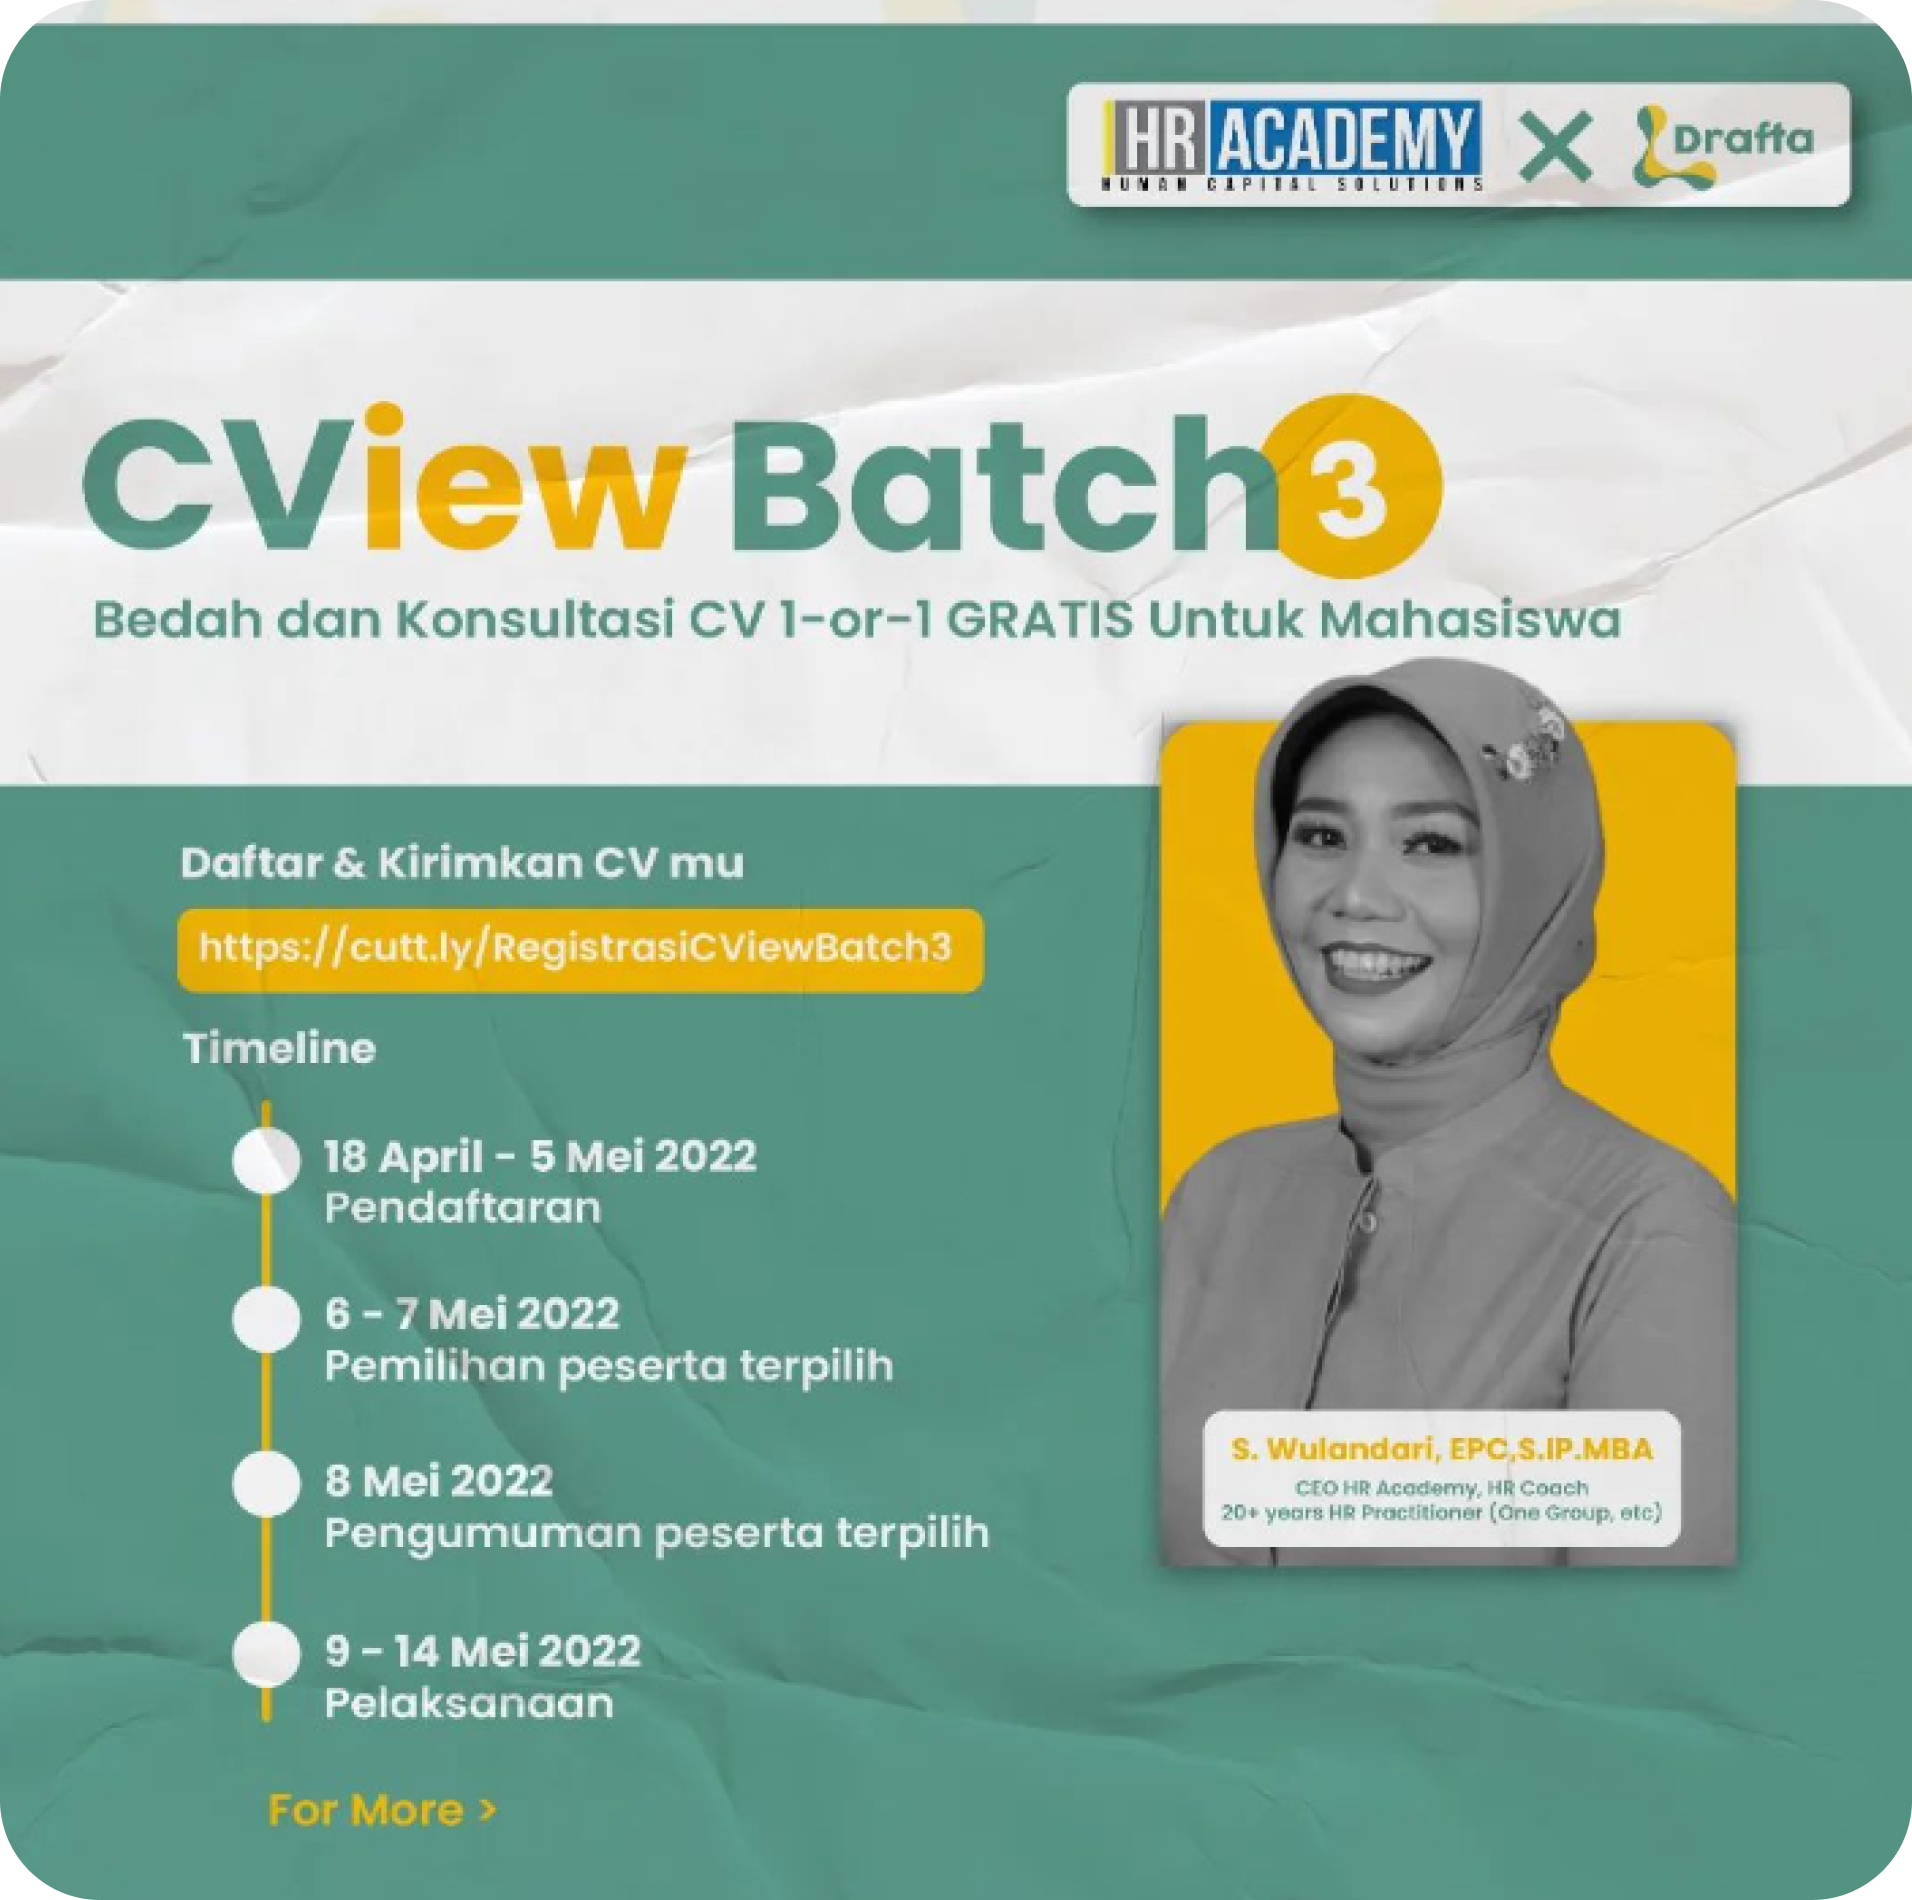 HR ACADEMY
HUMAN CAPITAL SOLUTIONS
Drafta
CView Batch 3
Bedah dan Konsultasi CV 1-or-1 GRATIS Untuk Mahasiswa
Daftar & Kirimkan CV mu
https://cutt.ly/RegistrasiCViewBatch3
Timeline
18 April - 5 Mei 2022
Pendaftaran
6 - 7 Mei 2022
Pemilihan peserta terpilih
8 Mei 2022
Pengumuman peserta terpilih
9 - 14 Mei 2022
Pelaksanaan
For More >
S. Wulandari, EPC,S.IP.MBA
CEO HR Academy, HR Coach
20+ years HR Practitioner (One Group, etc)